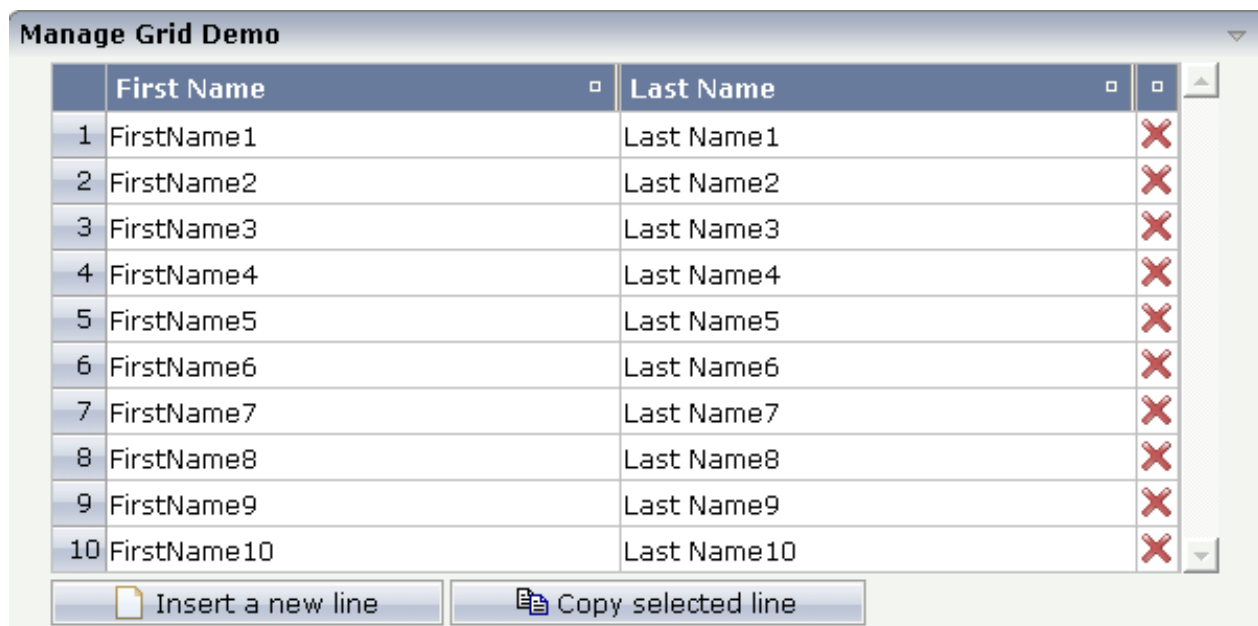 Manage Grid Demo
First Name Last Name
1 FirstName1 Last Name1
2 FirstName2 Last Name2
3 FirstName3 Last Name3
4 FirstName4 Last Name4
5 FirstName5 Last Name5
6 FirstName6 Last Name6
7 FirstName7 Last Name7
8 FirstName8 Last Name8
9 FirstName9 Last Name9
10 FirstName10 Last Name10
Insert a new line Copy selected line